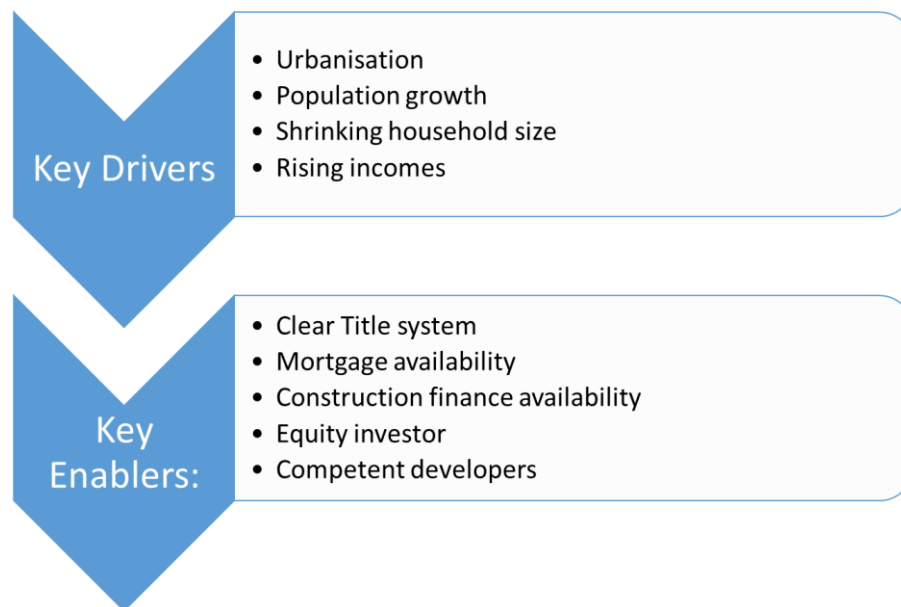 Key Drivers
• Urbanisation
• Population growth
• Shrinking household size
• Rising incomes
Key
Enablers:
• Clear Title system
• Mortgage availability
• Construction finance availability
• Equity investor
• Competent developers